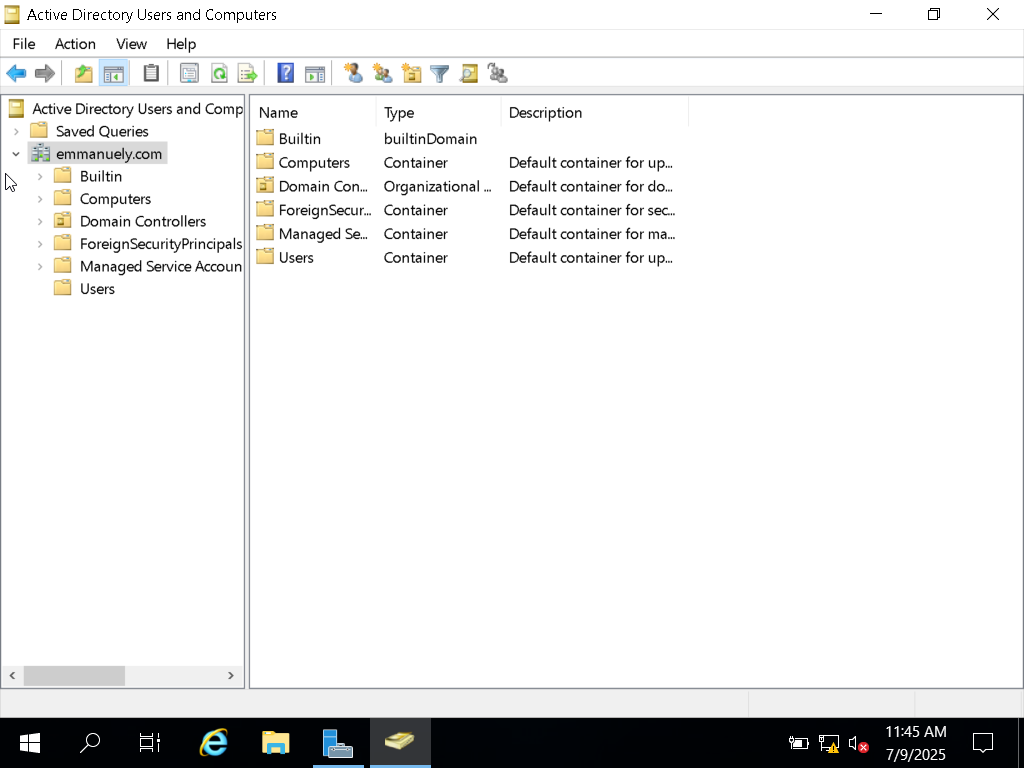 Active Directory Users and Computers
File Action View Help
Active Directory Users and Comp
Saved Queries
emmanuely.com
Builtin
Computers
Domain Controllers
ForeignSecurityPrincipals
Managed Service Accoun
Users
Name Type Description
Builtin builtinDomain
Computers Container Default container for up...
Domain Con... Organizational ... Default container for do...
ForeignSecur... Container Default container for sec...
Managed Se... Container Default container for ma...
Users Container Default container for up...
11:45 AM
7/9/2025